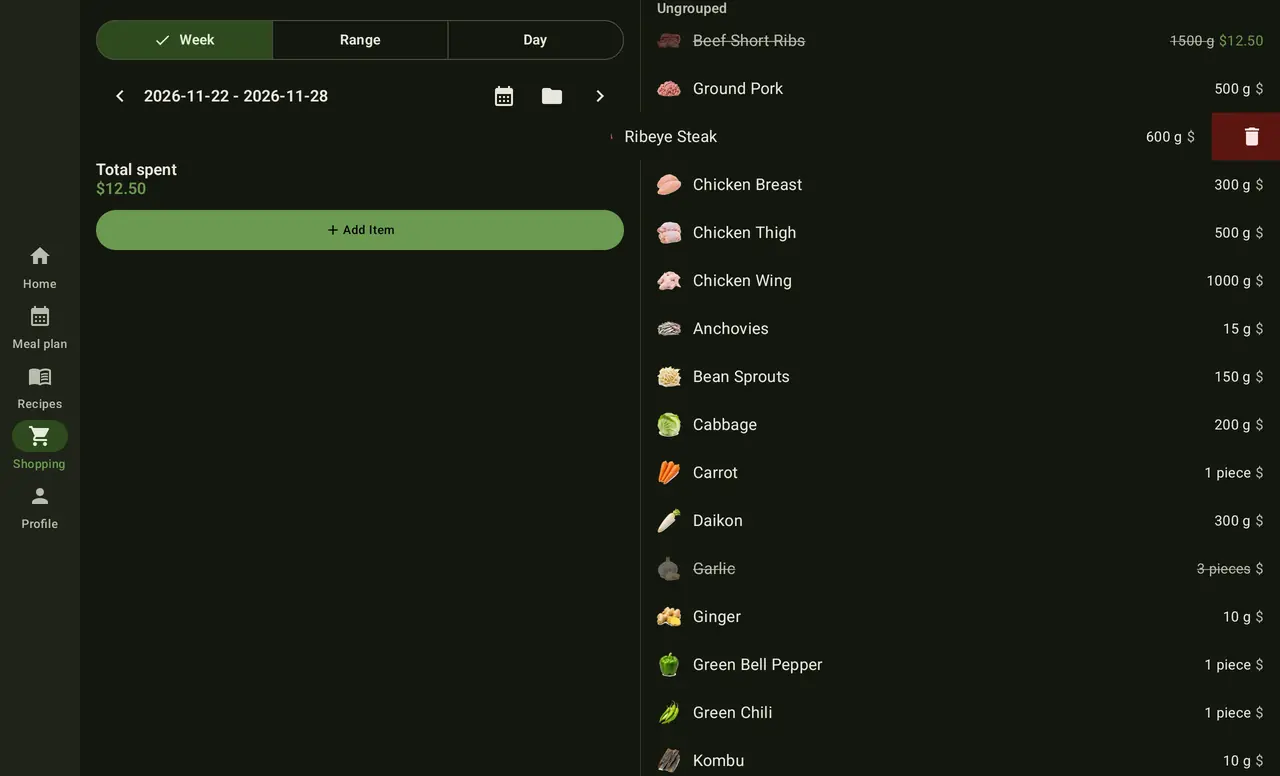 Week
Range
Day
2026-11-22 - 2026-11-28
Total spent
$12.50
+ Add Item
Home
Meal plan
Recipes
Shopping
Profile
Ungrouped
Beef Short Ribs 1500 g $12.50
Ground Pork 500 g $
Ribeye Steak 600 g $
Chicken Breast 300 g $
Chicken Thigh 500 g $
Chicken Wing 1000 g $
Anchovies 15 g $
Bean Sprouts 150 g $
Cabbage 200 g $
Carrot 1 piece $
Daikon 300 g $
Garlic 3 pieces $
Ginger 10 g $
Green Bell Pepper 1 piece $
Green Chili 1 piece $
Kombu 10 g $